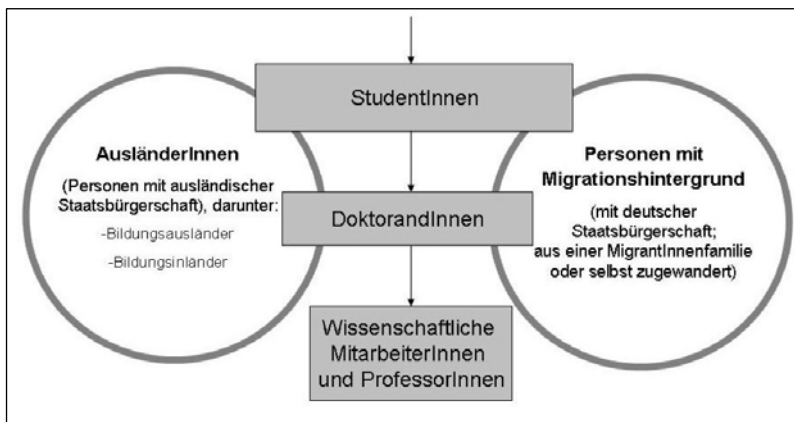 StudentInnen
AusländerInnen
(Personen mit ausländischer
Staatsbürgerschaft), darunter:
-Bildungsausländer
-Bildungsinländer
DoktorandInnen
Personen mit
Migrationshintergrund
(mit deutscher
Staatsbürgerschaft;
aus einer MigrantInnenfamilie
oder selbst zugewandert)
Wissenschaftliche
MitarbeiterInnen
und ProfessorInnen